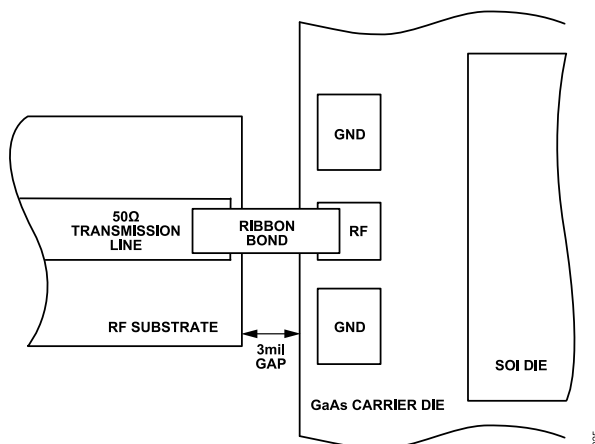 GND
50Ω
TRANSMISSION
LINE
RIBBON
BOND
RF
RF SUBSTRATE
3mil
GAP
GND
SOI DIE
GaAs CARRIER DIE